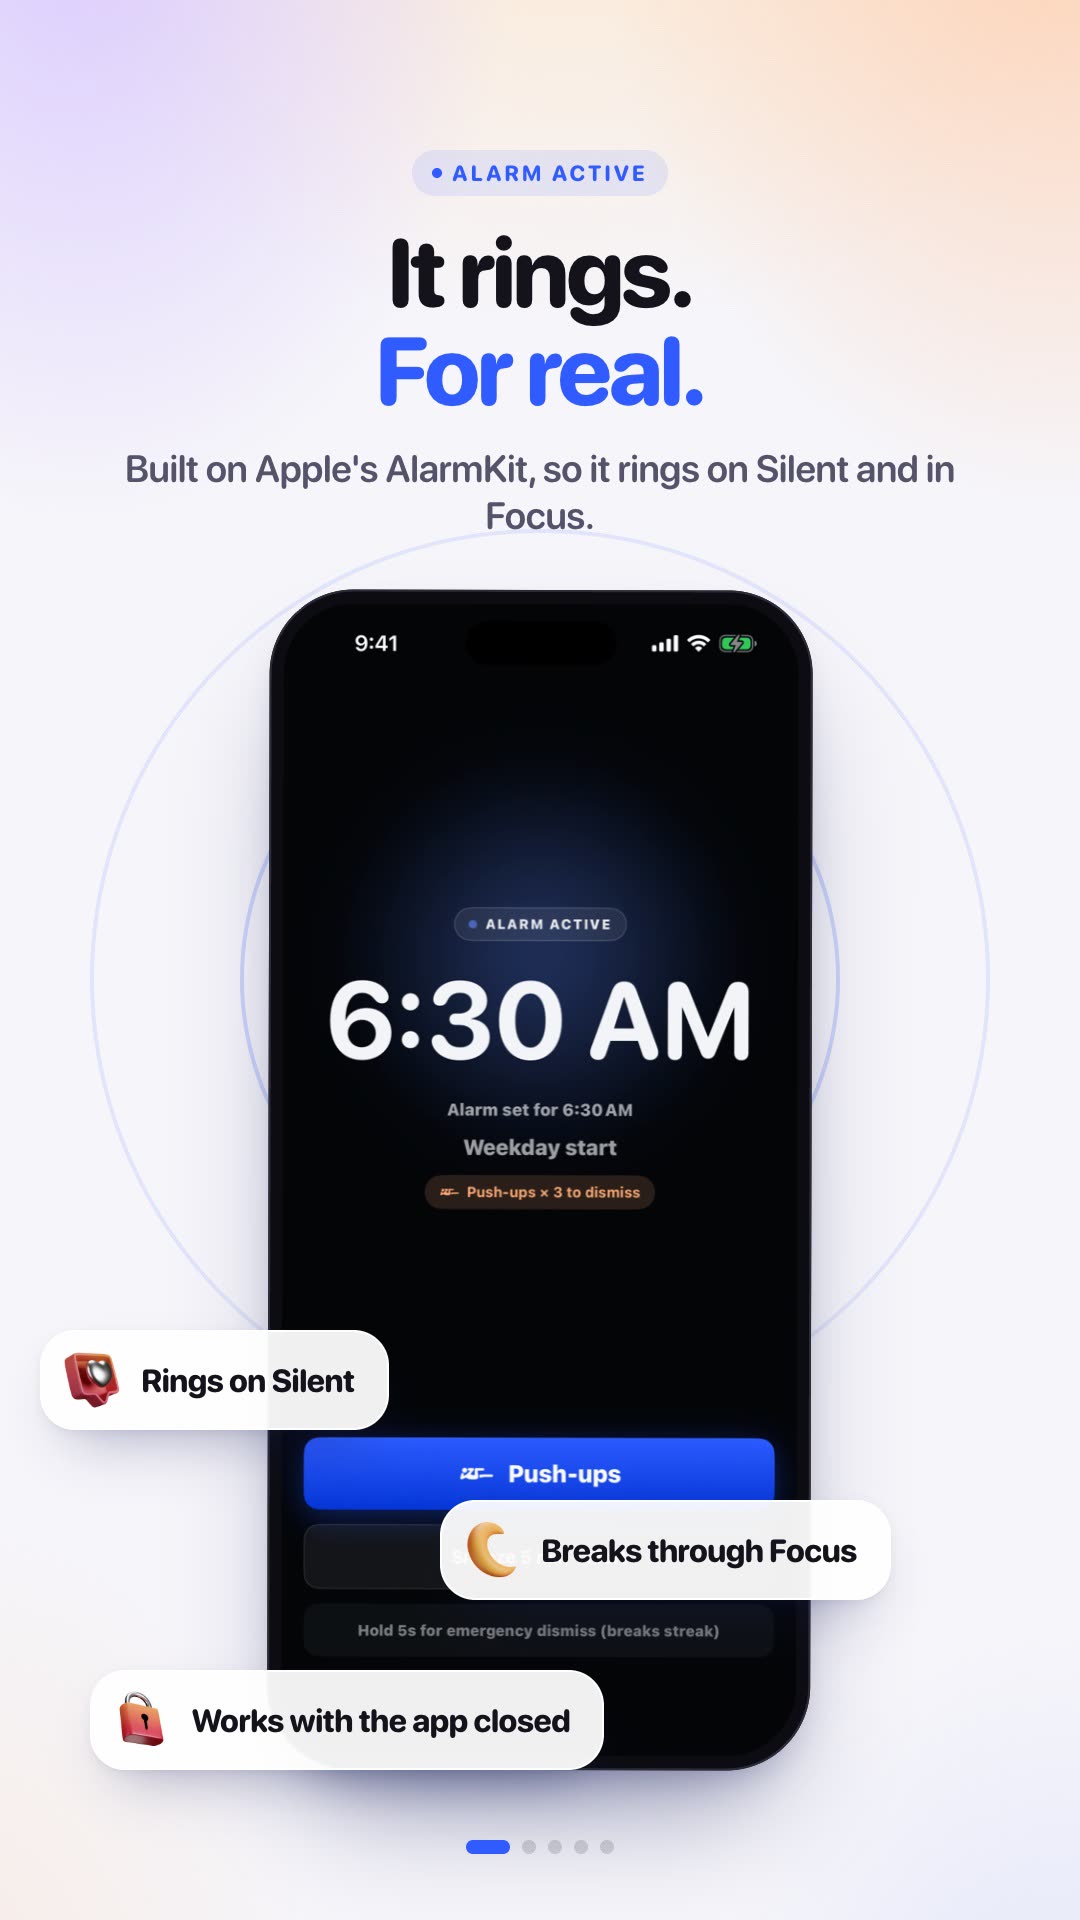 ALARM ACTIVE
It rings.
For real.
Built on Apple's AlarmKit, so it rings on Silent and in
Focus.
9:41
ALARM ACTIVE
6:30 AM
Alarm set for 6:30 AM
Weekday start
Push-ups × 3 to dismiss
Rings on Silent
Push-ups
Breaks through Focus
Hold 5s for emergency dismiss (breaks streak)
Works with the app closed